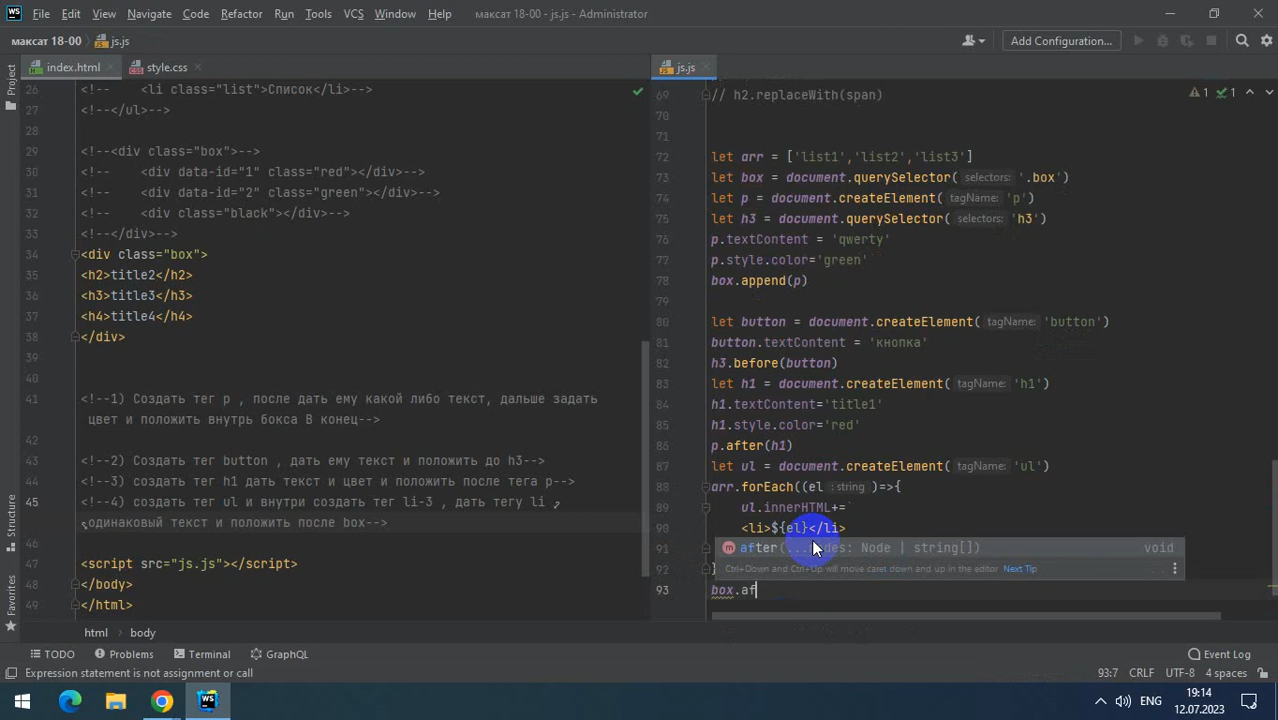 File Edit View Navigate Code Refactor Run Tools VCS Window Help максат 18-00 - js.js - Administrator
максат 18-00 js.js Add Configuration...
index.html style.css js.js
Project
Structure
Favorites
26 <!-- <li class="list">Список</li>-->
27 <!--</ul>-->
28
29 <!--<div class="box">-->
30 <!-- <div data-id="1" class="red"></div>-->
31 <!-- <div data-id="2" class="green"></div>-->
32 <!-- <div class="black"></div>-->
33 <!--</div>-->
34 <div class="box">
35 <h2>title2</h2>
36 <h3>title3</h3>
37 <h4>title4</h4>
38 </div>
39
40
41 <!--1) Создать тег p , после дать ему какой либо текст, дальше задать
цвет и положить внутрь бокса В конец-->
42
43 <!--2) Создать тег button , дать ему текст и положить до h3-->
44 <!--3) создать тег h1 дать текст и цвет и положить после тега p-->
45 <!--4) создать тег ul и внутри создать тег li-3 , дать тегу li
одинаковый текст и положить после box-->
46
47 <script src="js.js"></script>
48 </body>
49 </html>
html body
69 // h2.replaceWith(span)
70
71
72 let arr = ['list1','list2','list3']
73 let box = document.querySelector( selectors: '.box')
74 let p = document.createElement( tagName: 'p')
75 let h3 = document.querySelector( selectors: 'h3')
76 p.textContent = 'qwerty'
77 p.style.color='green'
78 box.append(p)
79
80 let button = document.createElement( tagName: 'button')
81 button.textContent = 'кнопка'
82 h3.before(button)
83 let h1 = document.createElement( tagName: 'h1')
84 h1.textContent='title1'
85 h1.style.color='red'
86 p.after(h1)
87 let ul = document.createElement( tagName: 'ul')
88 arr.forEach((el : string )=>{
89 ul.innerHTML+=`
90 <li>${el}</li>
91
92
after(...nodes: Node | string[]) void
Ctrl+Down and Ctrl+Up will move caret down and up in the editor Next Tip
93 box.af
1 1
TODO Problems Terminal GraphQL Event Log
Expression statement is not assignment or call 93:7 CRLF UTF-8 4 spaces
ENG 19:14
12.07.2023